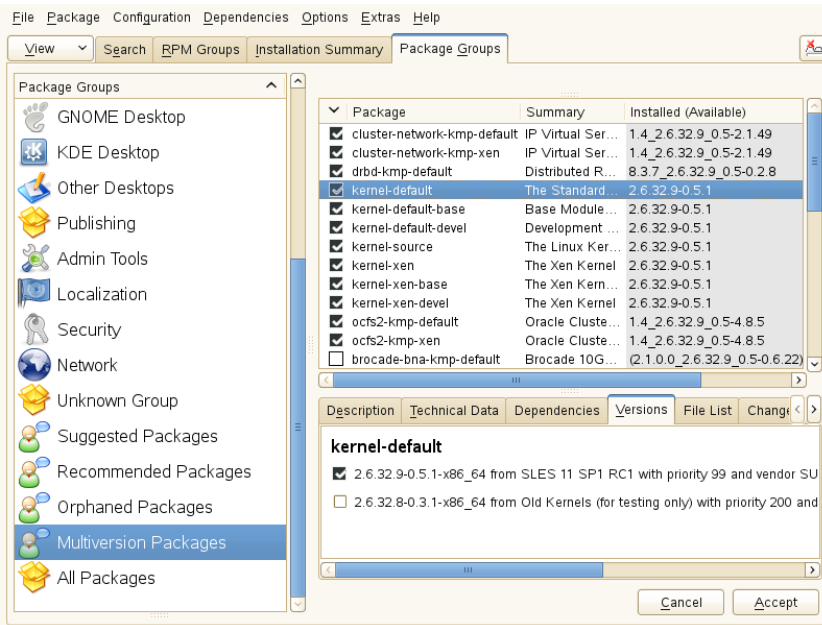 File Package Configuration Dependencies Options Extras Help
View Search RPM Groups Installation Summary Package Groups
Package Groups
GNOME Desktop
KDE Desktop
Other Desktops
Publishing
Admin Tools
Localization
Security
Network
Unknown Group
Suggested Packages
Recommended Packages
Orphaned Packages
Multiversion Packages
All Packages
Package Summary Installed (Available)
cluster-network-kmp-default IP Virtual Ser... 1.4_2.6.32.9_0.5-2.1.49
cluster-network-kmp-xen IP Virtual Ser... 1.4_2.6.32.9_0.5-2.1.49
drbd-kmp-default Distributed R... 8.3.7_2.6.32.9_0.5-0.2.8
kernel-default The Standard... 2.6.32.9-0.5.1
kernel-default-base Base Module... 2.6.32.9-0.5.1
kernel-default-devel Development ... 2.6.32.9-0.5.1
kernel-source The Linux Ker... 2.6.32.9-0.5.1
kernel-xen The Xen Kernel 2.6.32.9-0.5.1
kernel-xen-base The Xen Kern... 2.6.32.9-0.5.1
kernel-xen-devel The Xen Kernel 2.6.32.9-0.5.1
ocfs2-kmp-default Oracle Cluste... 1.4_2.6.32.9_0.5-4.8.5
ocfs2-kmp-xen Oracle Cluste... 1.4_2.6.32.9_0.5-4.8.5
brocade-bna-kmp-default Brocade 10G... (2.1.0.0_2.6.32.9_0.5-0.6.22)
Description Technical Data Dependencies Versions File List Change
kernel-default
2.6.32.9-0.5.1-x86_64 from SLES 11 SP1 RC1 with priority 99 and vendor SU
2.6.32.8-0.3.1-x86_64 from Old Kernels (for testing only) with priority 200 and
Cancel Accept